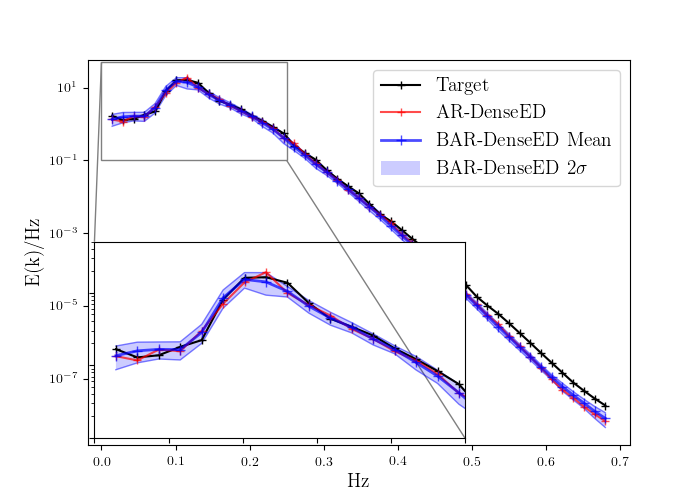 Target
AR-DenseED
BAR-DenseED Mean
BAR-DenseED 2σ
10¹
10⁻¹
10⁻³
10⁻⁵
10⁻⁷
E(k)/Hz
0.0 0.1 0.2 0.3 0.4 0.5 0.6 0.7
Hz